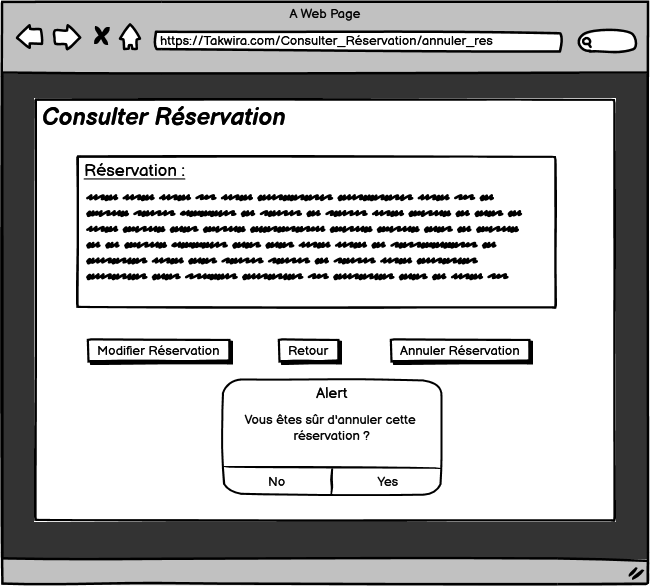 A Web Page
https://Takwira.com/Consulter_Réservation/annuler_res
Consulter Réservation
Réservation :
Modifier Réservation
Retour
Annuler Réservation
Alert
Vous êtes sûr d'annuler cette
réservation ?
No
Yes